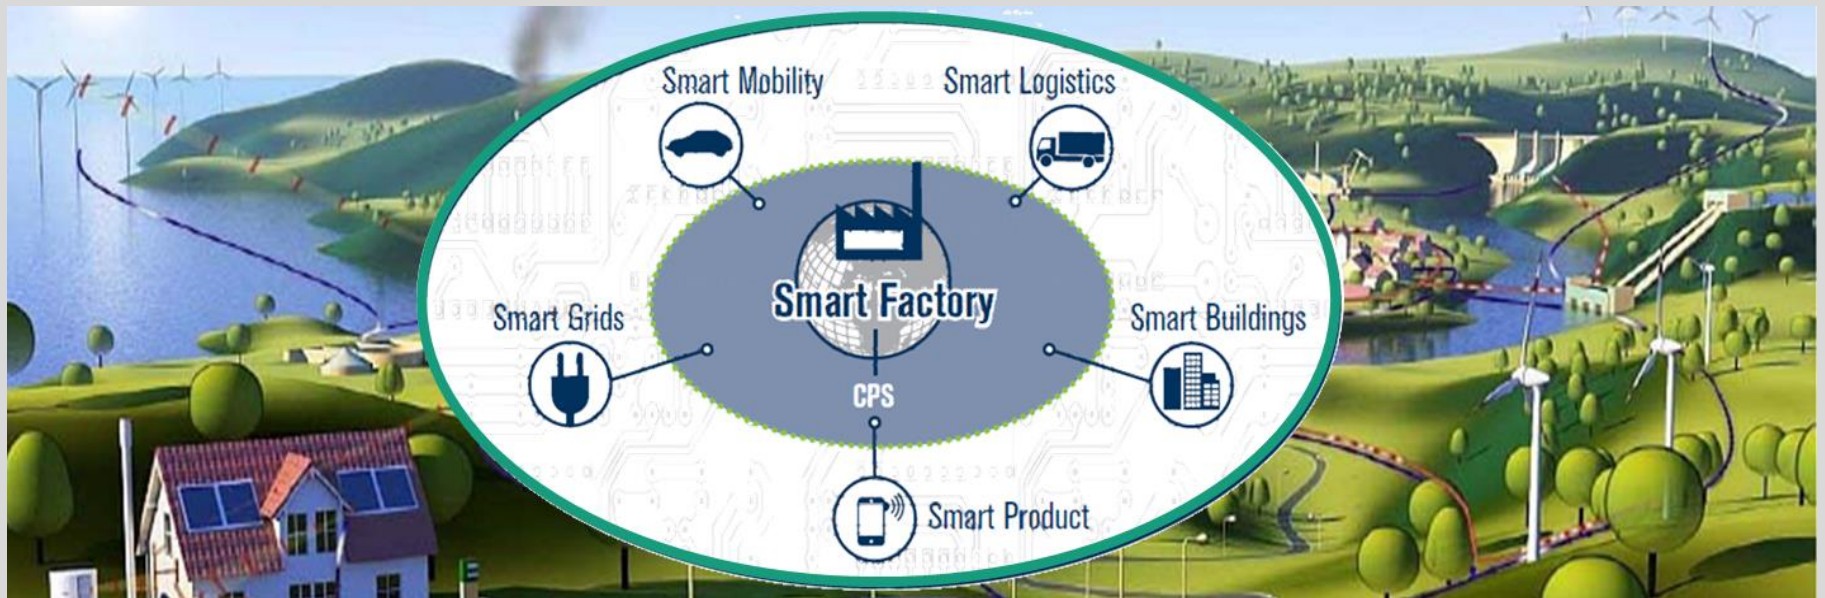 Smart Mobility
Smart Logistics
Smart Factory
Smart Grids
Smart Buildings
CPS
Smart Product